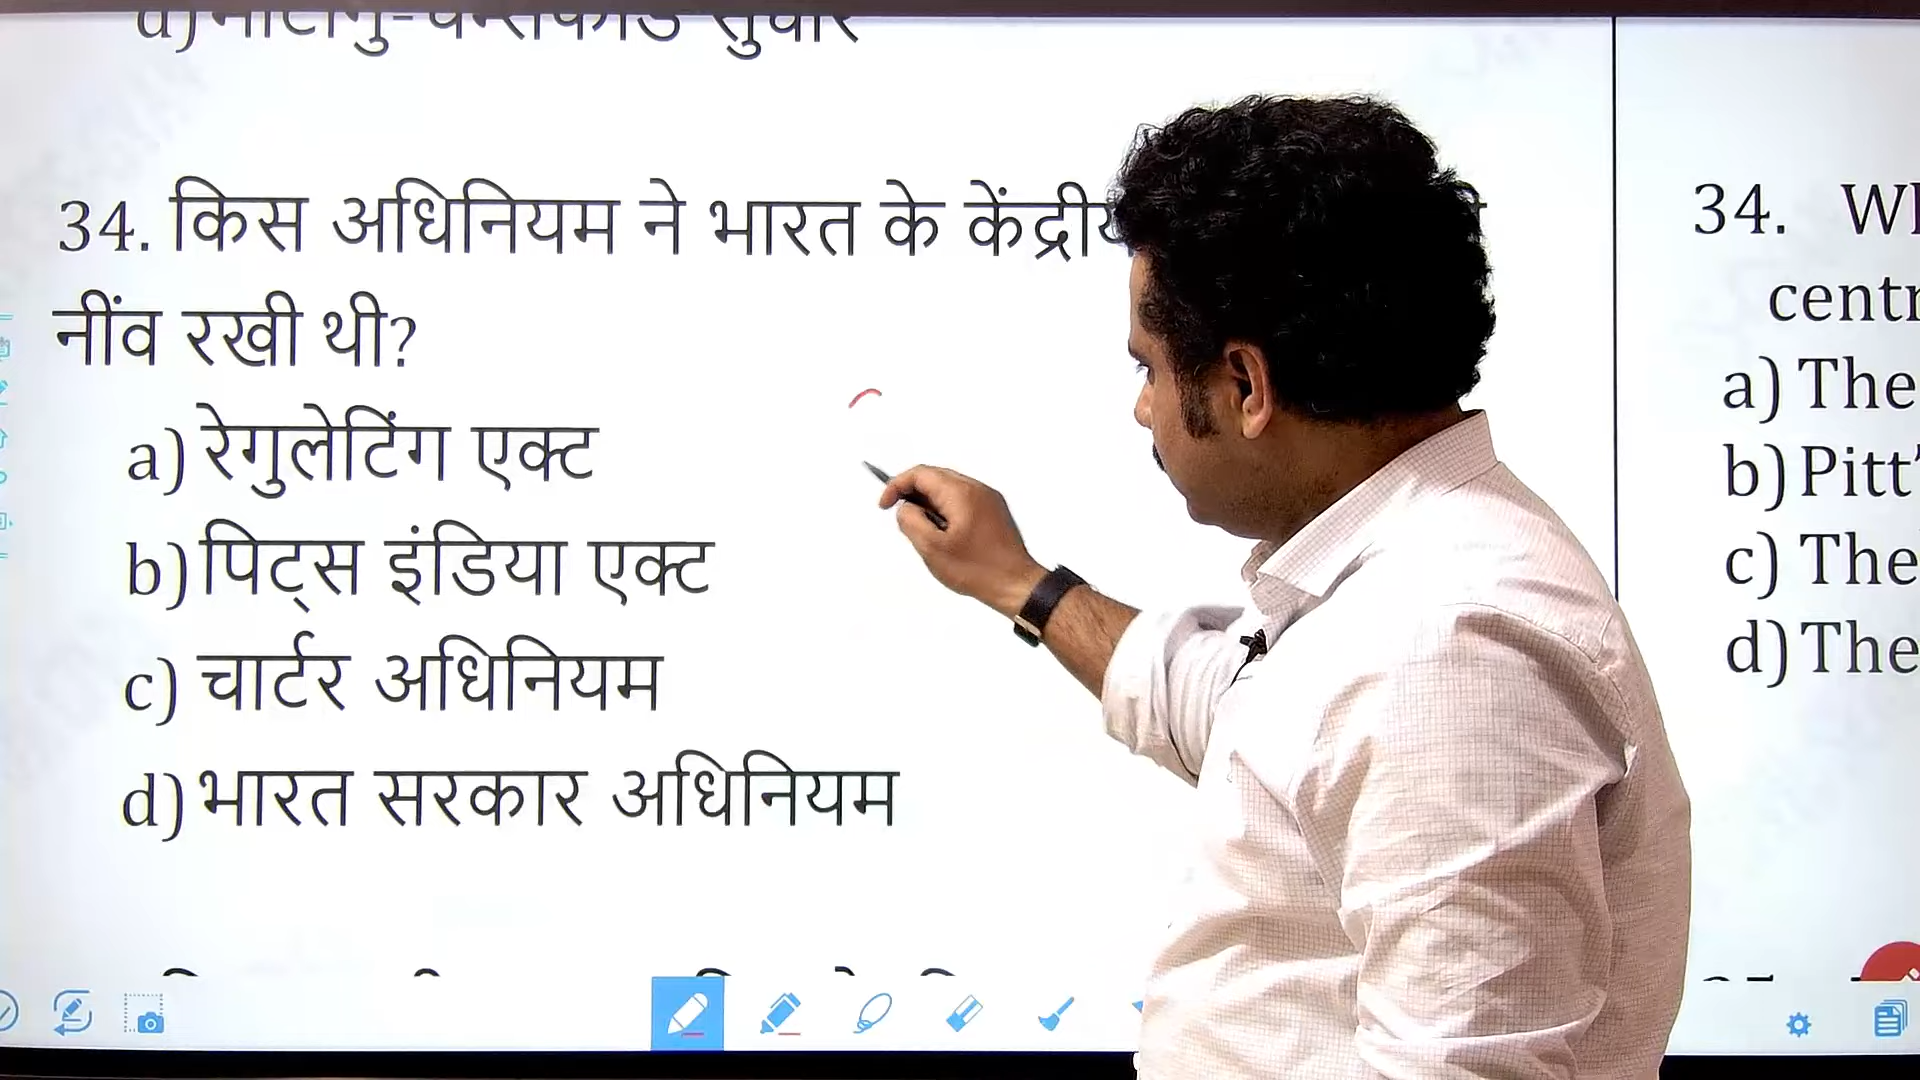 34. किस अधिनियम ने भारत के
नींव रखी थी?
a) रेगुलेटिंग एक्ट
b) पिट्स इंडिया एक्ट
c) चार्टर अधिनियम
d) भारत सरकार अधिनियम
34.
a) The
b) Pitt'
c) The
d) The